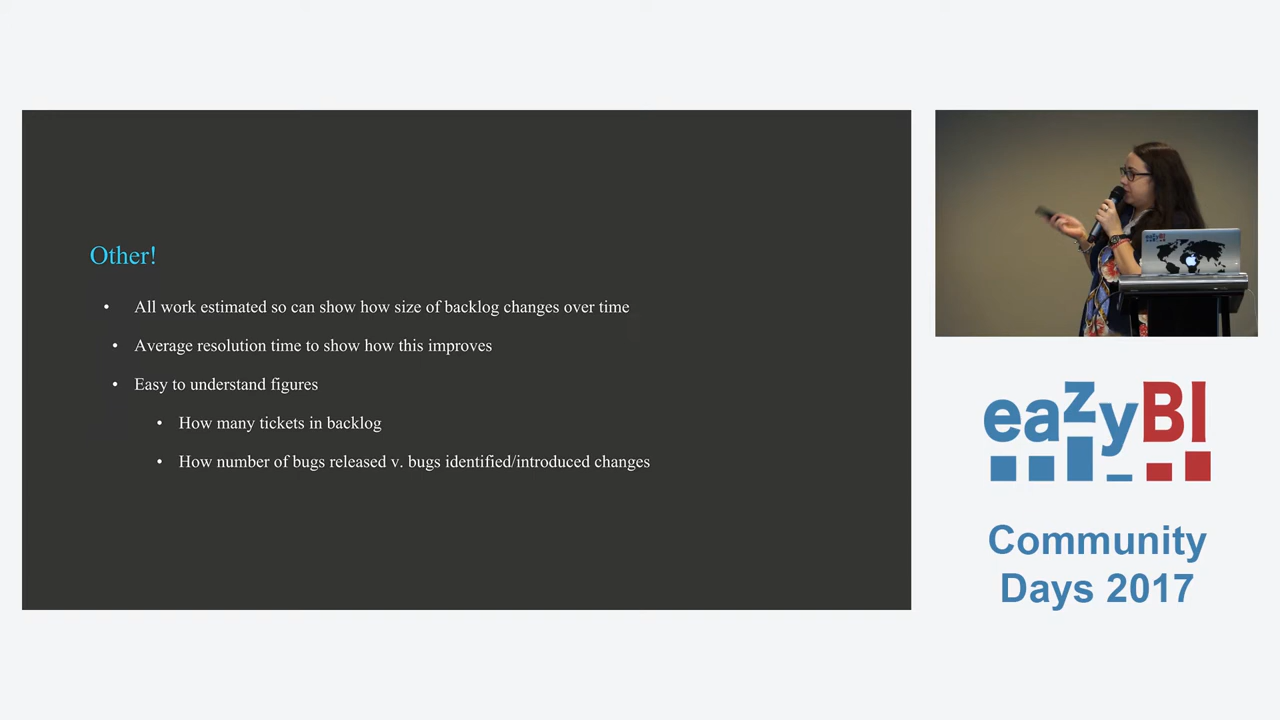 Other!
• All work estimated so can show how size of backlog changes over time
• Average resolution time to show how this improves
• Easy to understand figures
• How many tickets in backlog
• How number of bugs released v. bugs identified/introduced changes
eazyBI
eazyBI
Community
Days 2017